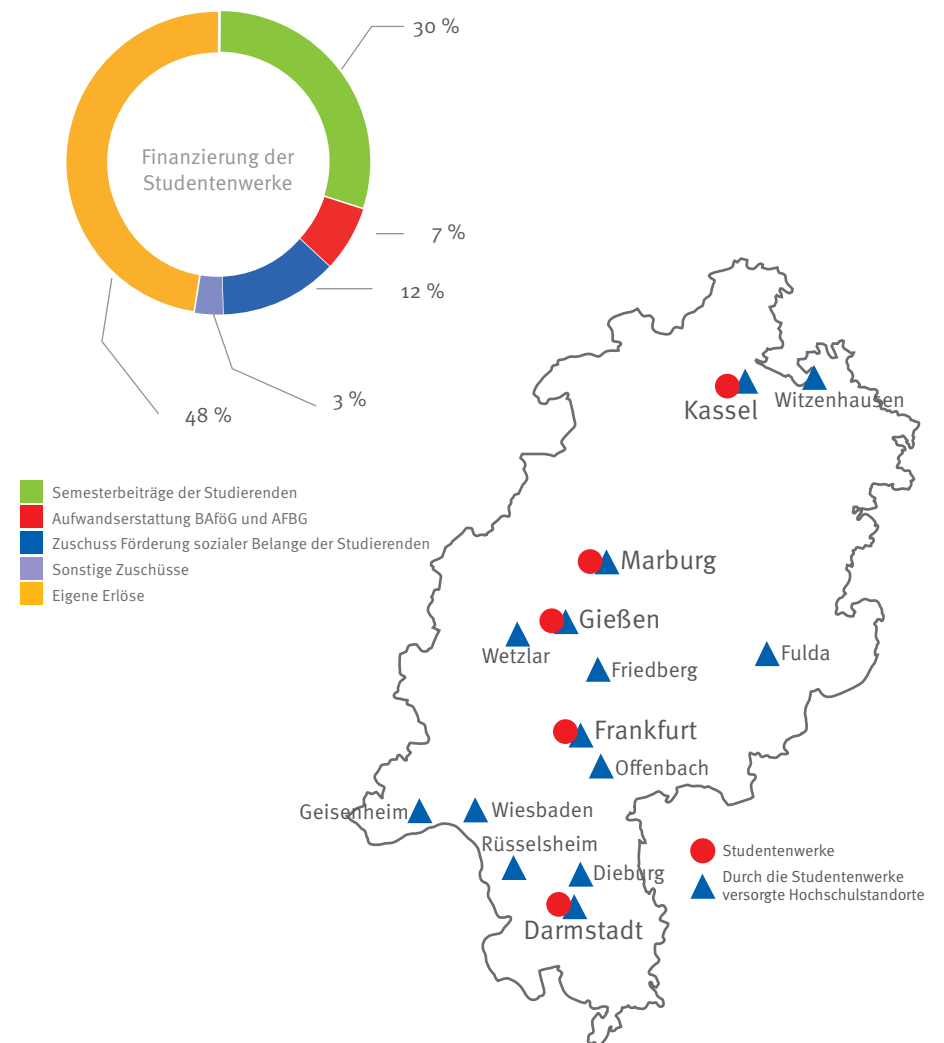 30 %
Finanzierung der
Studentenwerke
7 %
12 %
3 %
48 %
Semesterbeiträge der Studierenden
Aufwandserstattung BAföG und AFBG
Zuschuss Förderung sozialer Belange der Studierenden
Sonstige Zuschüsse
Eigene Erlöse
Kassel
Witzenhausen
Marburg
Gießen
Wetzlar
Friedberg
Fulda
Frankfurt
Offenbach
Geisenheim
Wiesbaden
Rüsselsheim
Dieburg
Darmstadt
Studentenwerke
Durch die Studentenwerke
versorgte Hochschulstandorte